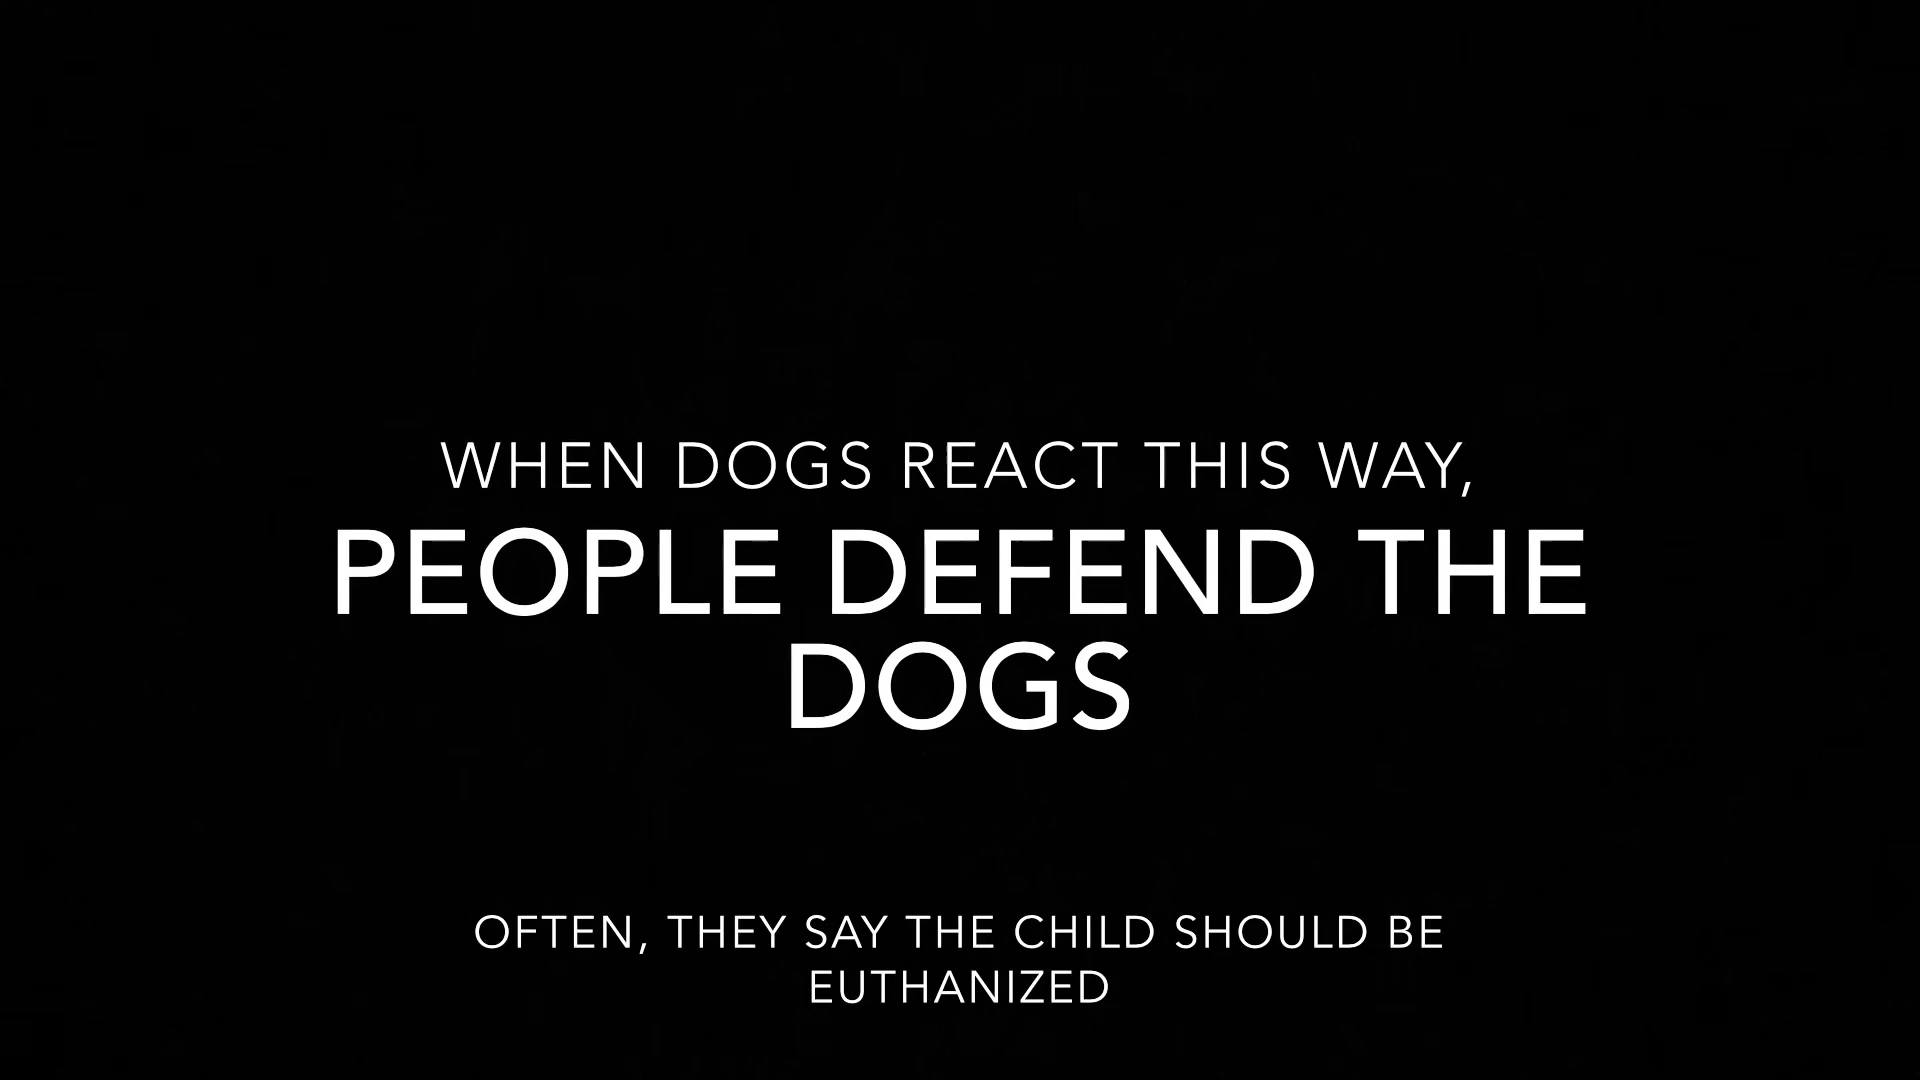 WHEN DOGS REACT THIS WAY,
PEOPLE DEFEND THE
DOGS
OFTEN, THEY SAY THE CHILD SHOULD BE
EUTHANIZED